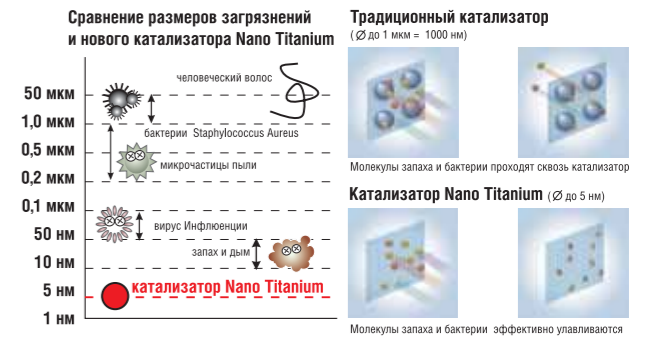 Сравнение размеров загрязнений
и нового катализатора Nano Titanium
человеческий волос
50 мкм
1,0 мкм
бактерии Staphylococcus Aureus
0,5 мкм
микрочастицы пыли
0,2 мкм
0,1 мкм
вирус Инфлюенции
50 нм
запах и дым
10 нм
5 нм
катализатор Nano Titanium
1 нм
Традиционный катализатор
(Ø до 1 мкм = 1000 нм)
Молекулы запаха и бактерии проходят сквозь катализатор
Катализатор Nano Titanium (Ø до 5 нм)
Молекулы запаха и бактерии эффективно улавливаются